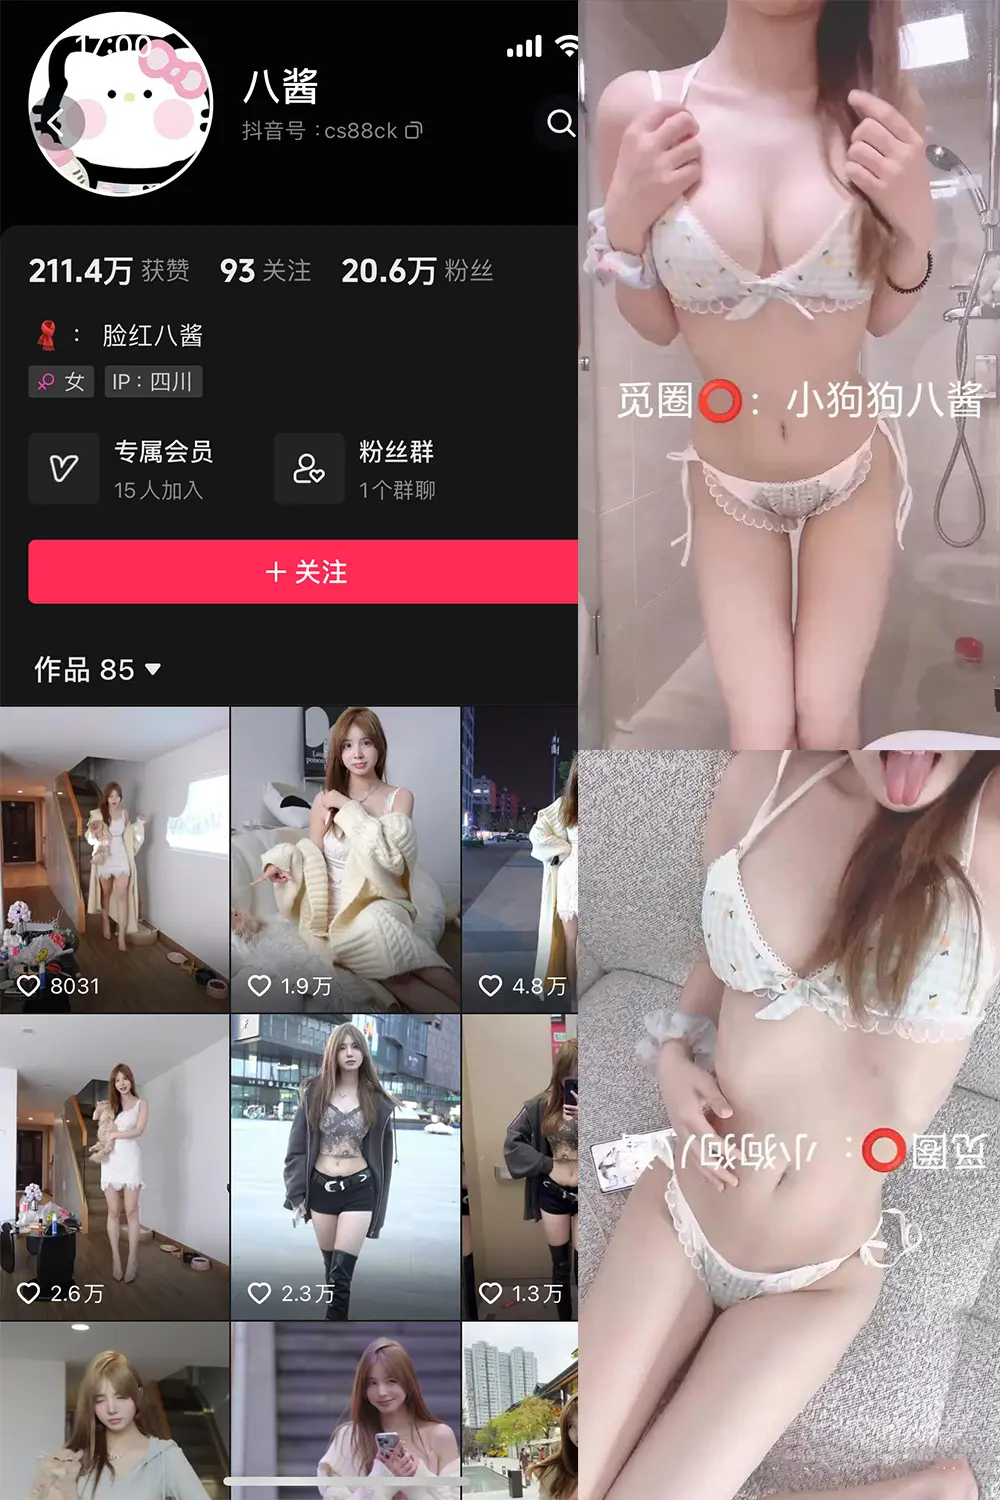 17:00
八酱
抖音号：cs88ck
211.4万 获赞 93 关注 20.6万 粉丝
： 脸红八酱
女 IP：四川
专属会员
15人加入
粉丝群
1个群聊
+ 关注
作品 85
8031
1.9万
4.8万
2.6万
2.3万
1.3万
觅圈⭕：小狗狗八酱
觅圈⭕：小狗狗八酱